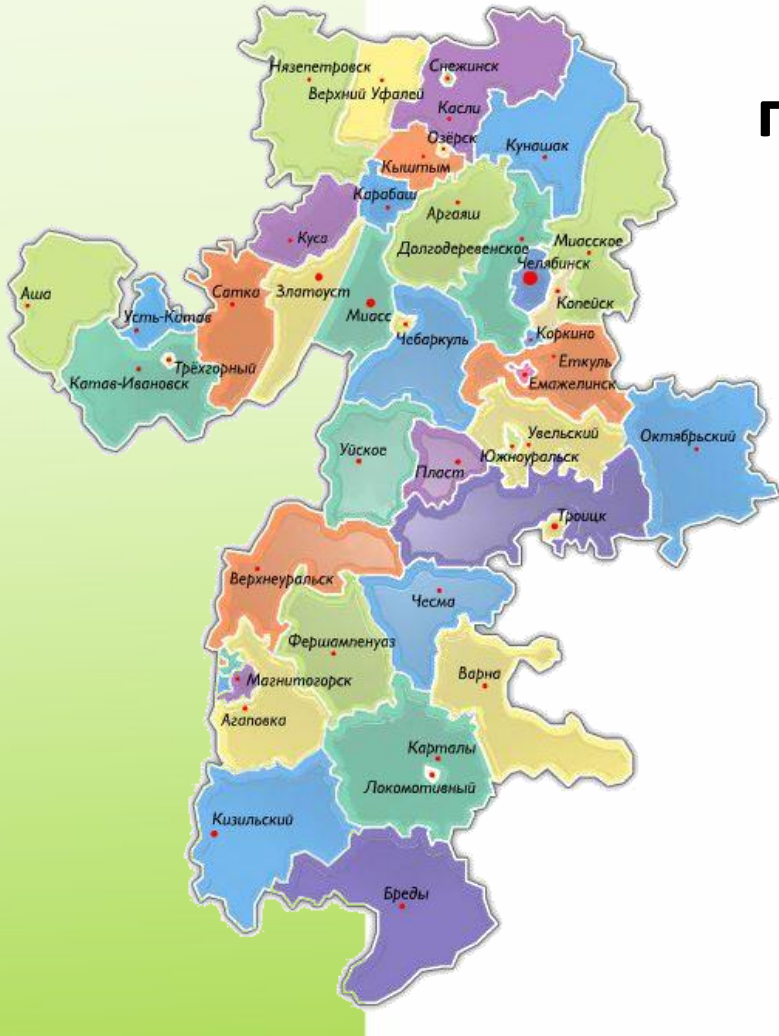 Нязепетровск
Верхний Уфалей
Снежинск
Касли
Озёрск
Кыштым
Кунашак
Карабаш
Аргаяш
Куса
Долгодеревенское
Миасское
Челябинск
Аша
Усть-Катав
Сатка
Златоуст
Миасс
Копейск
Чебаркуль
Коркино
Еткуль
Трёхгорный
Катав-Ивановск
Емажелинск
Увельский
Октябрьский
Уйское
Южноуральск
Пласт
Троицк
Верхнеуральск
Чесма
Фершампенуаз
Варна
Магнитогорск
Агаповка
Карталы
Локомотивный
Кизильский
Бреды